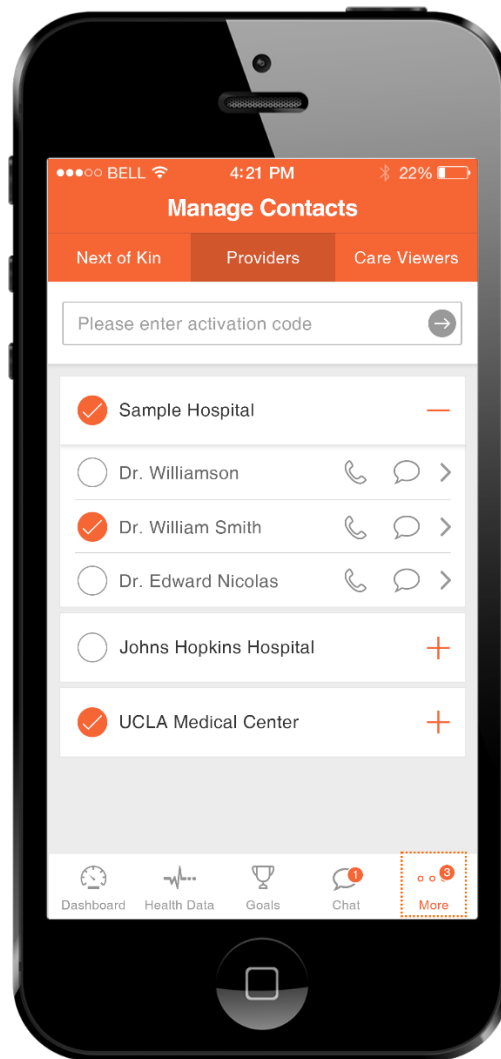 BELL 4:21 PM 22%
Manage Contacts
Next of Kin Providers Care Viewers
Please enter activation code
Sample Hospital
Dr. Williamson
Dr. William Smith
Dr. Edward Nicolas
Johns Hopkins Hospital
UCLA Medical Center
1 3
Dashboard Health Data Goals Chat More